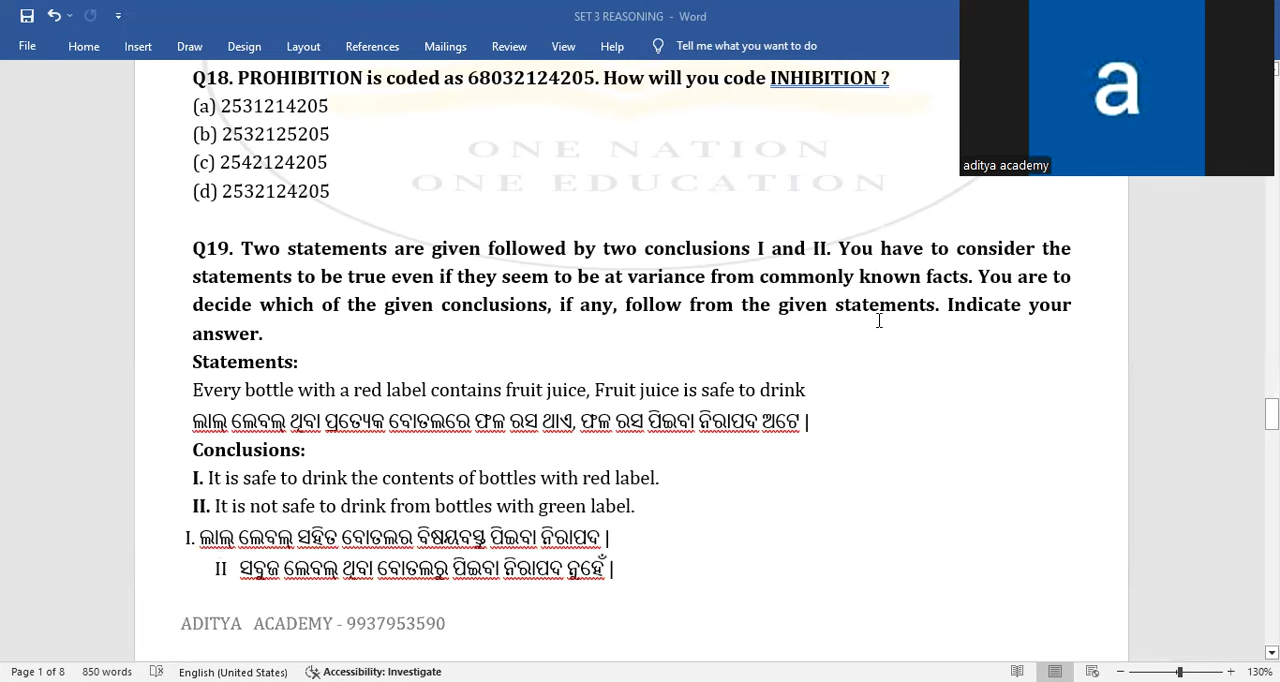 SET 3 REASONING - Word
File Home Insert Draw Design Layout References Mailings Review View Help Tell me what you want to do
a
aditya academy
Q18. PROHIBITION is coded as 68032124205. How will you code INHIBITION ?
(a) 2531214205
(b) 2532125205
(c) 2542124205
(d) 2532124205
ONE NATION
ONE EDUCATION
Q19. Two statements are given followed by two conclusions I and II. You have to consider the
statements to be true even if they seem to be at variance from commonly known facts. You are to
decide which of the given conclusions, if any, follow from the given statements. Indicate your
answer.
Statements:
Every bottle with a red label contains fruit juice, Fruit juice is safe to drink
ଲାଲ୍ ଲେବଲ୍ ଥିବା ପ୍ରତ୍ୟେକ ବୋତଲରେ ଫଳ ରସ ଥାଏ, ଫଳ ରସ ପିଇବା ନିରାପଦ ଅଟେ |
Conclusions:
I. It is safe to drink the contents of bottles with red label.
II. It is not safe to drink from bottles with green label.
I. ଲାଲ୍ ଲେବଲ୍ ସହିତ ବୋତଲର ବିଷୟବସ୍ତୁ ପିଇବା ନିରାପଦ |
II ସବୁଜ ଲେବଲ୍ ଥିବା ବୋତଲରୁ ପିଇବା ନିରାପଦ ନୁହେଁ |
ADITYA ACADEMY - 9937953590
Page 1 of 8 850 words English (United States) Accessibility: Investigate 130%